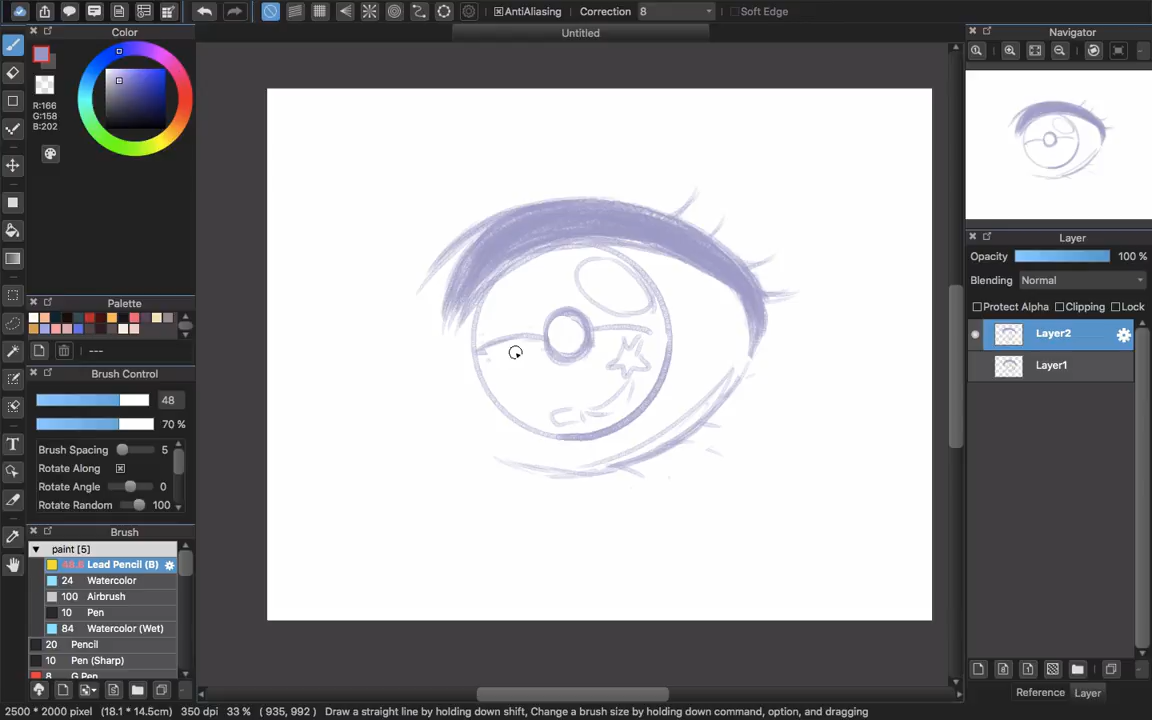 AntiAliasing Correction 8 Soft Edge
Color
Untitled
Navigator
R:166
G:158
B:202
Layer
Opacity 100 %
Blending Normal
Protect Alpha Clipping Lock
Layer2
Layer1
Palette
---
Brush Control
48
70 %
Brush Spacing 5
Rotate Along
Rotate Angle 0
Rotate Random 100
Brush
paint [5]
48.8 Lead Pencil (B)
24 Watercolor
100 Airbrush
10 Pen
84 Watercolor (Wet)
20 Pencil
10 Pen (Sharp)
8 G Pen
Reference Layer
2500 * 2000 pixel (18.1 * 14.5cm) 350 dpi 33 % ( 935, 992 ) Draw a straight line by holding down shift, Change a brush size by holding down command, option, and dragging